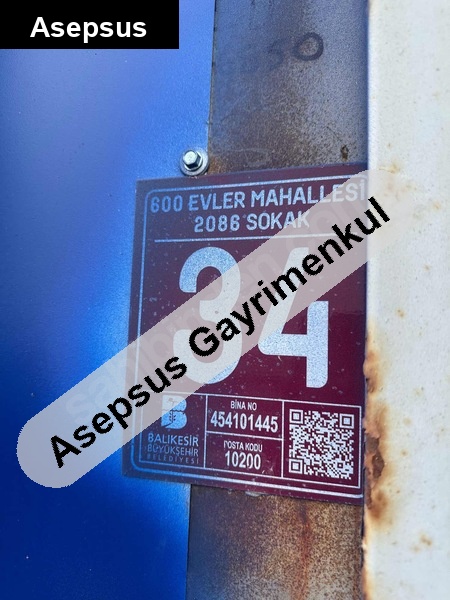 Asepsus
600 EVLER MAHALLESİ
2086 SOKAK
34
Asepsus Gayrimenkul
BALIKESİR
BÜYÜKŞEHİR
BELEDİYESİ
BİNA NO
454101445
POSTA KODU
10200